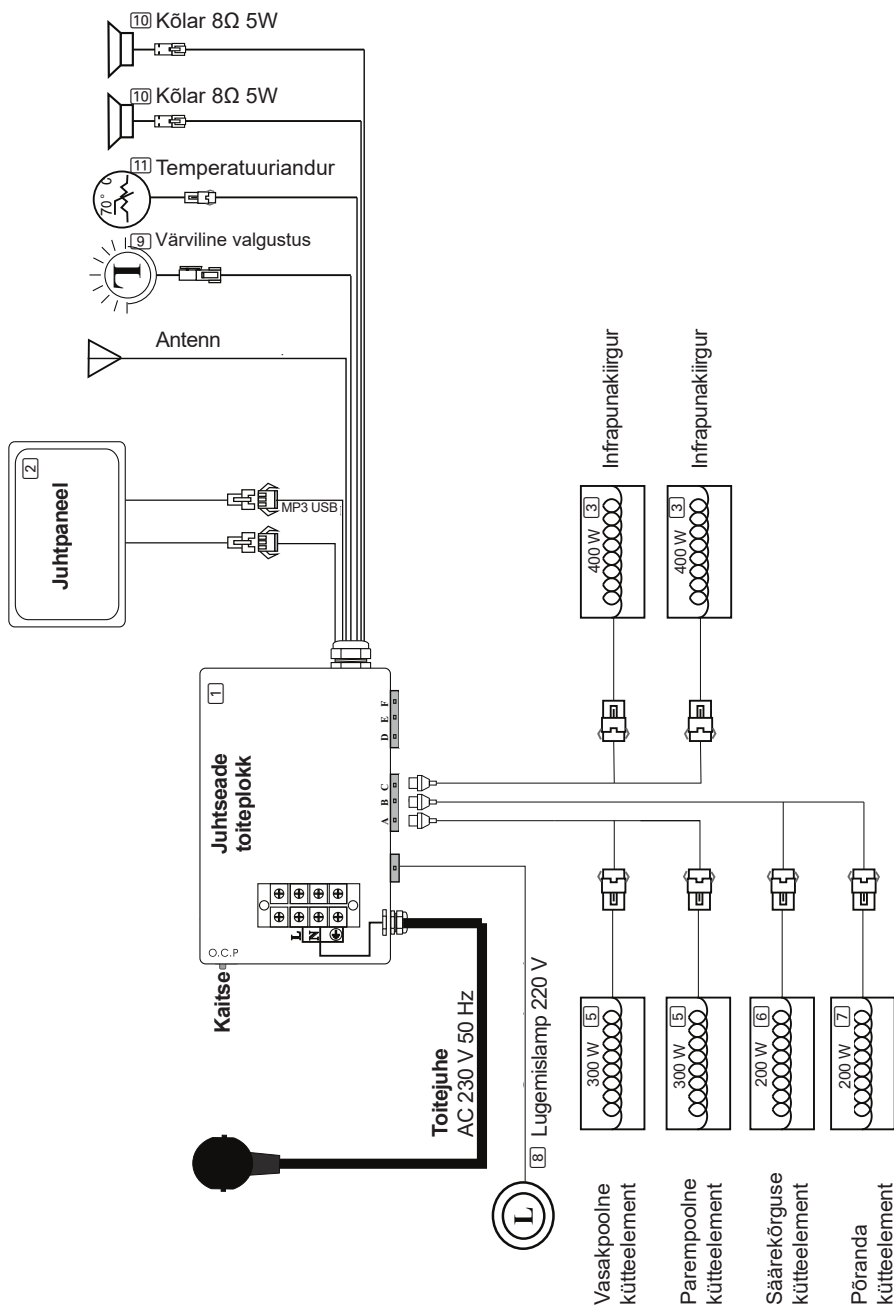 10 Kõlar 8Ω 5W
10 Kõlar 8Ω 5W
11 Temperatuuriandur
70° C
9 Värviline valgustus
L
Antenn
2
Juhtpaneel
MP3 USB
1
Juhtseade
toiteplokk
O.C.P
Kaitse
L
N
A B C
D E F
Toitejuhe
AC 230 V 50 Hz
8 Lugemislamp 220 V
L
3
400 W
Infrapunakiirgur
3
400 W
Infrapunakiirgur
5
300 W
Vasakpoolne
kütteelement
5
300 W
Parempoolne
kütteelement
6
200 W
Säärekõrguse
kütteelement
7
200 W
Põranda
kütteelement